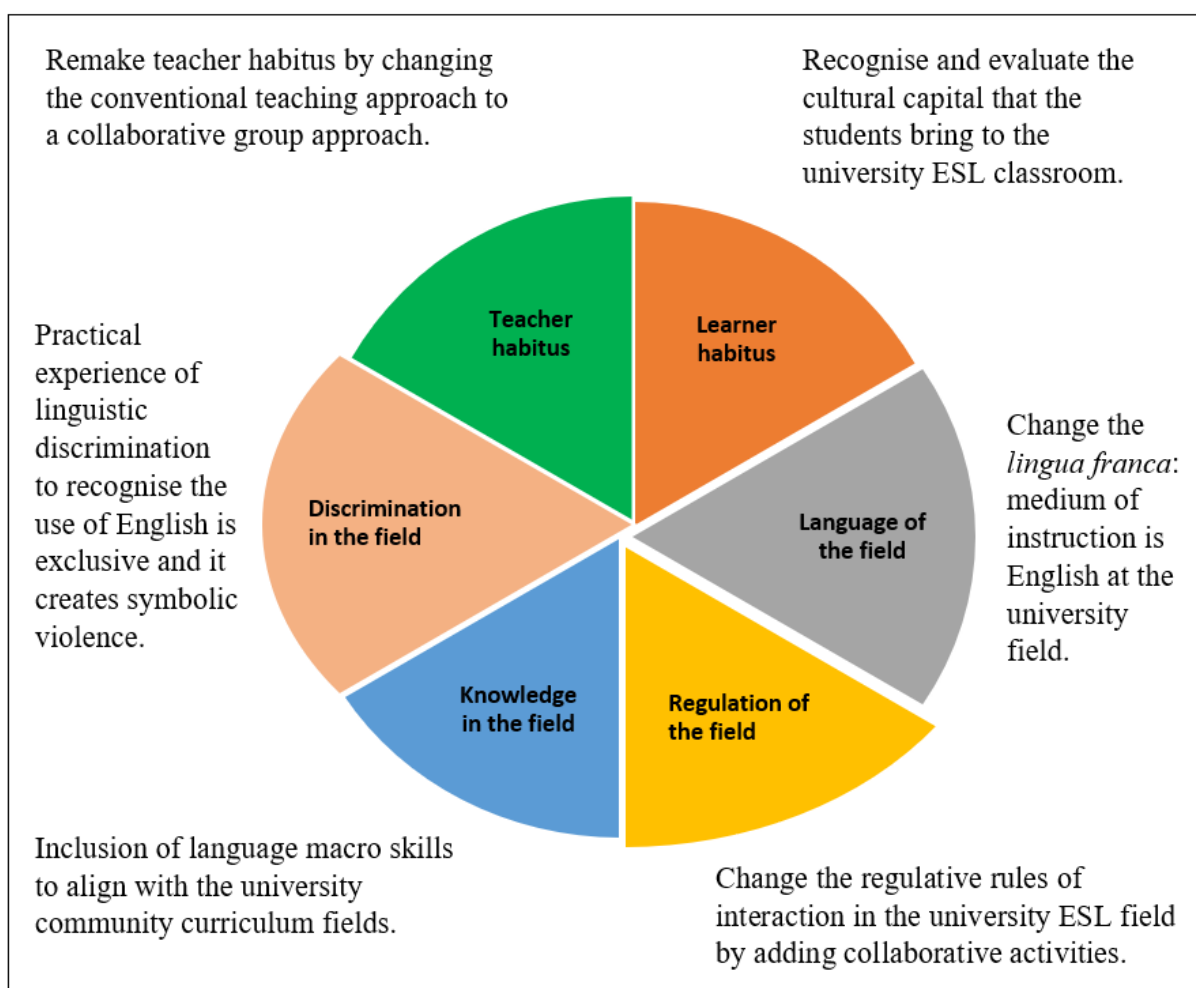 Remake teacher habitus by changing
the conventional teaching approach to
a collaborative group approach.
Recognise and evaluate the
cultural capital that the
students bring to the
university ESL classroom.
Teacher
habitus
Learner
habitus
Practical
experience of
linguistic
discrimination
to recognise the
use of English is
exclusive and it
creates symbolic
violence.
Discrimination
in the field
Language of
the field
Change the
lingua franca:
medium of
instruction is
English at the
university
field.
Knowledge
in the field
Regulation of
the field
Inclusion of language macro skills
to align with the university
community curriculum fields.
Change the regulative rules of
interaction in the university ESL field
by adding collaborative activities.